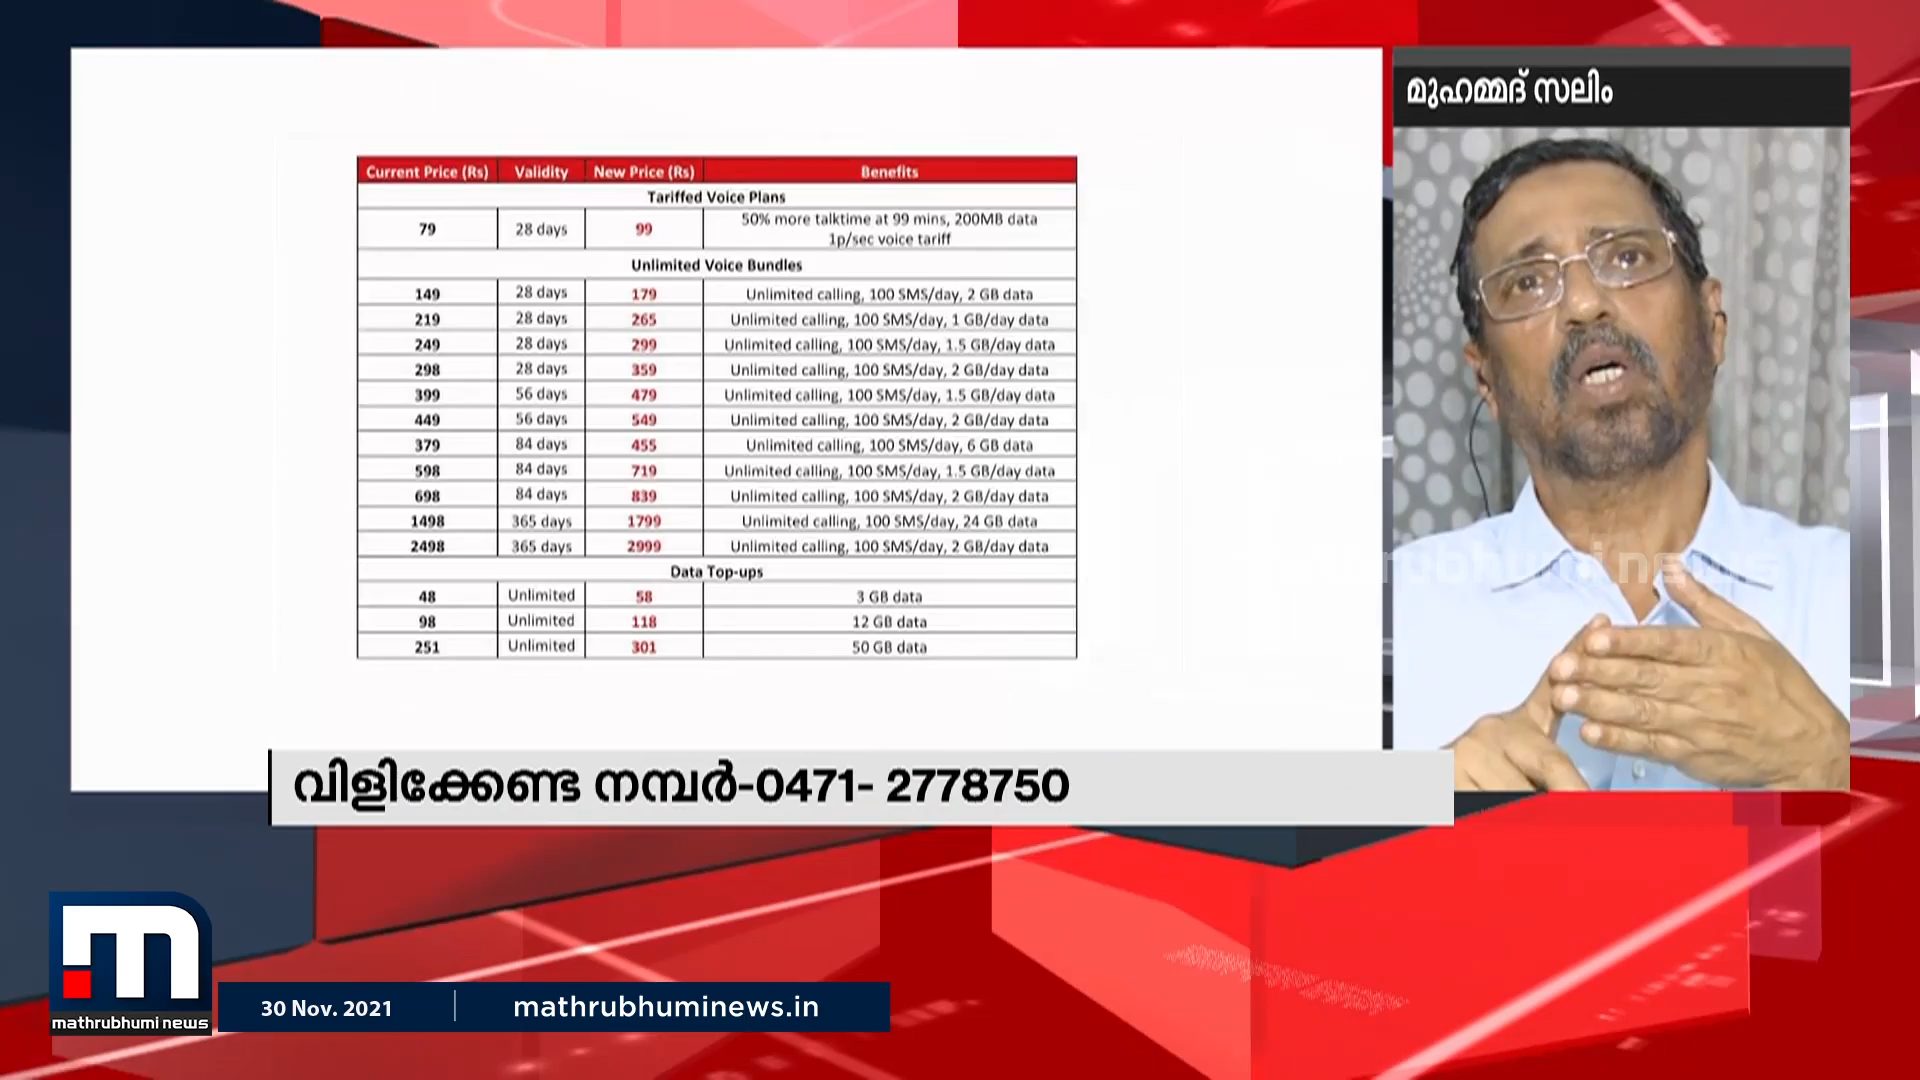 മുഹമ്മദ് സലിം
Current Price (Rs) Validity New Price (Rs) Benefits
Tariffed Voice Plans
79 28 days 99 50% more talktime at 99 mins, 200MB data
1p/sec voice tariff
Unlimited Voice Bundles
149 28 days 179 Unlimited calling, 100 SMS/day, 2 GB data
219 28 days 265 Unlimited calling, 100 SMS/day, 1 GB/day data
249 28 days 299 Unlimited calling, 100 SMS/day, 1.5 GB/day data
298 28 days 359 Unlimited calling, 100 SMS/day, 2 GB/day data
399 56 days 479 Unlimited calling, 100 SMS/day, 1.5 GB/day data
449 56 days 549 Unlimited calling, 100 SMS/day, 2 GB/day data
379 84 days 455 Unlimited calling, 100 SMS/day, 6 GB data
598 84 days 719 Unlimited calling, 100 SMS/day, 1.5 GB/day data
698 84 days 839 Unlimited calling, 100 SMS/day, 2 GB/day data
1498 365 days 1799 Unlimited calling, 100 SMS/day, 24 GB data
2498 365 days 2999 Unlimited calling, 100 SMS/day, 2 GB/day data
Data Top-ups
48 Unlimited 58 3 GB data
98 Unlimited 118 12 GB data
251 Unlimited 301 50 GB data
വിളിക്കേണ്ട നമ്പർ-0471- 2778750
mathrubhumi news
30 Nov. 2021 mathrubhuminews.in